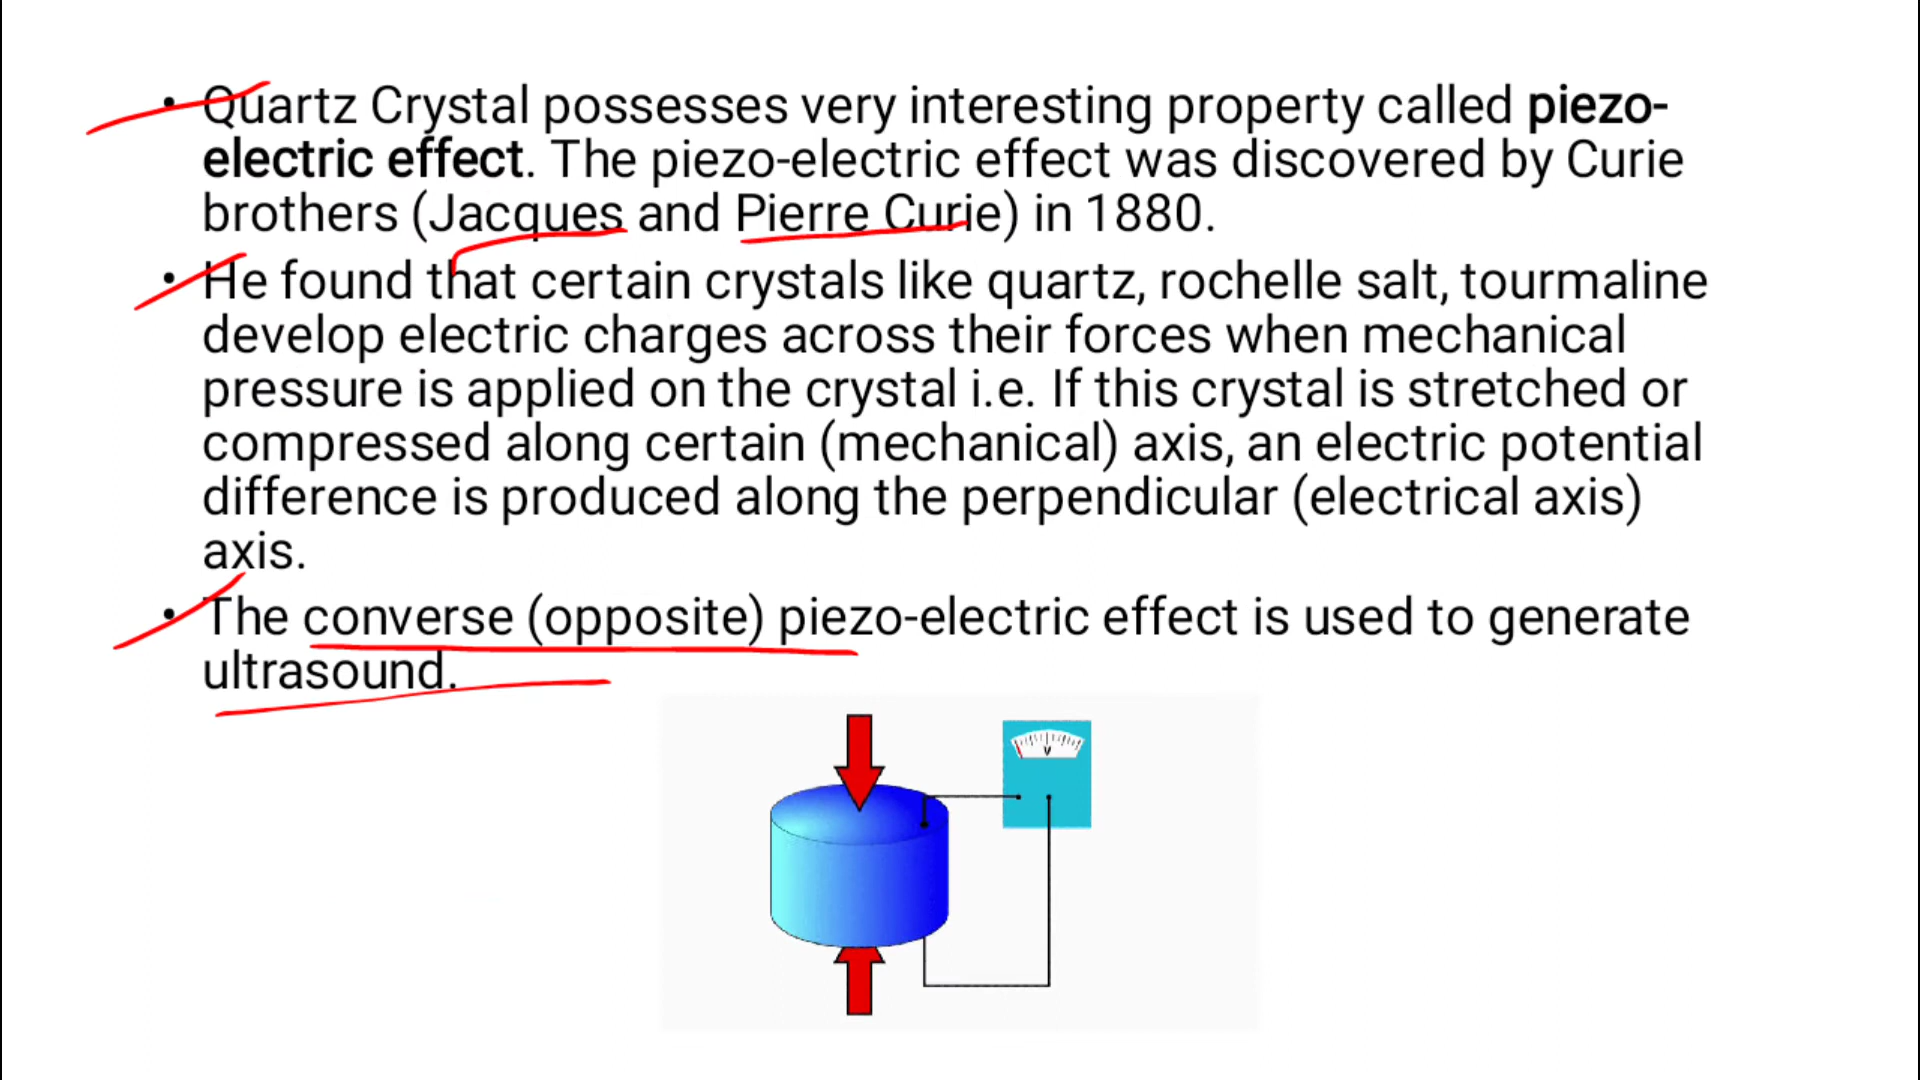 • Quartz Crystal possesses very interesting property called piezo-
electric effect. The piezo-electric effect was discovered by Curie
brothers (Jacques and Pierre Curie) in 1880.
• He found that certain crystals like quartz, rochelle salt, tourmaline
develop electric charges across their forces when mechanical
pressure is applied on the crystal i.e. If this crystal is stretched or
compressed along certain (mechanical) axis, an electric potential
difference is produced along the perpendicular (electrical axis)
axis.
• The converse (opposite) piezo-electric effect is used to generate
ultrasound.
V